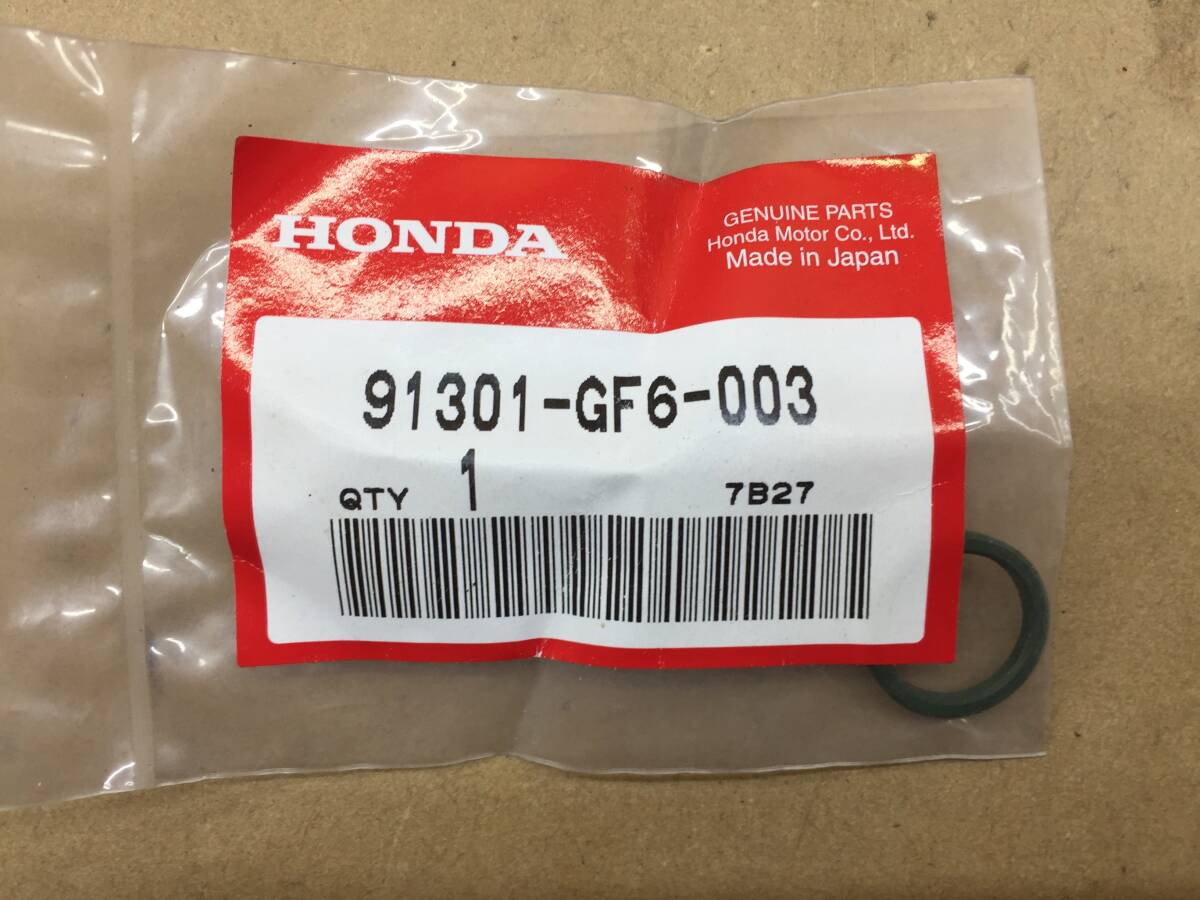 HONDA
GENUINE PARTS
Honda Motor Co., Ltd.
Made in Japan
91301-GF6-003
QTY 1 7B27